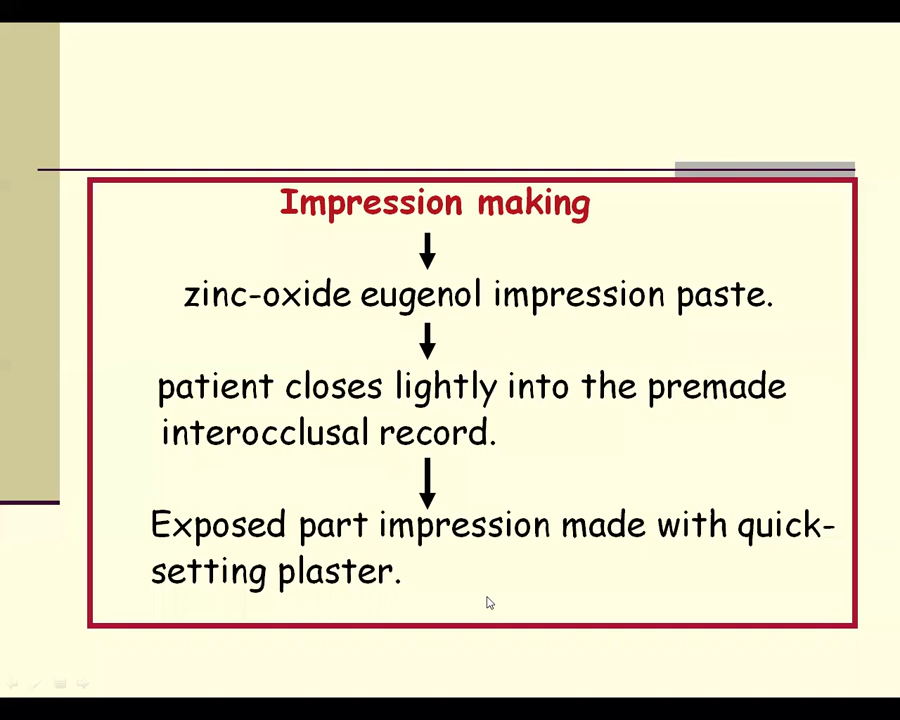 Impression making
zinc-oxide eugenol impression paste.
patient closes lightly into the premade
interocclusal record.
Exposed part impression made with quick-
setting plaster.